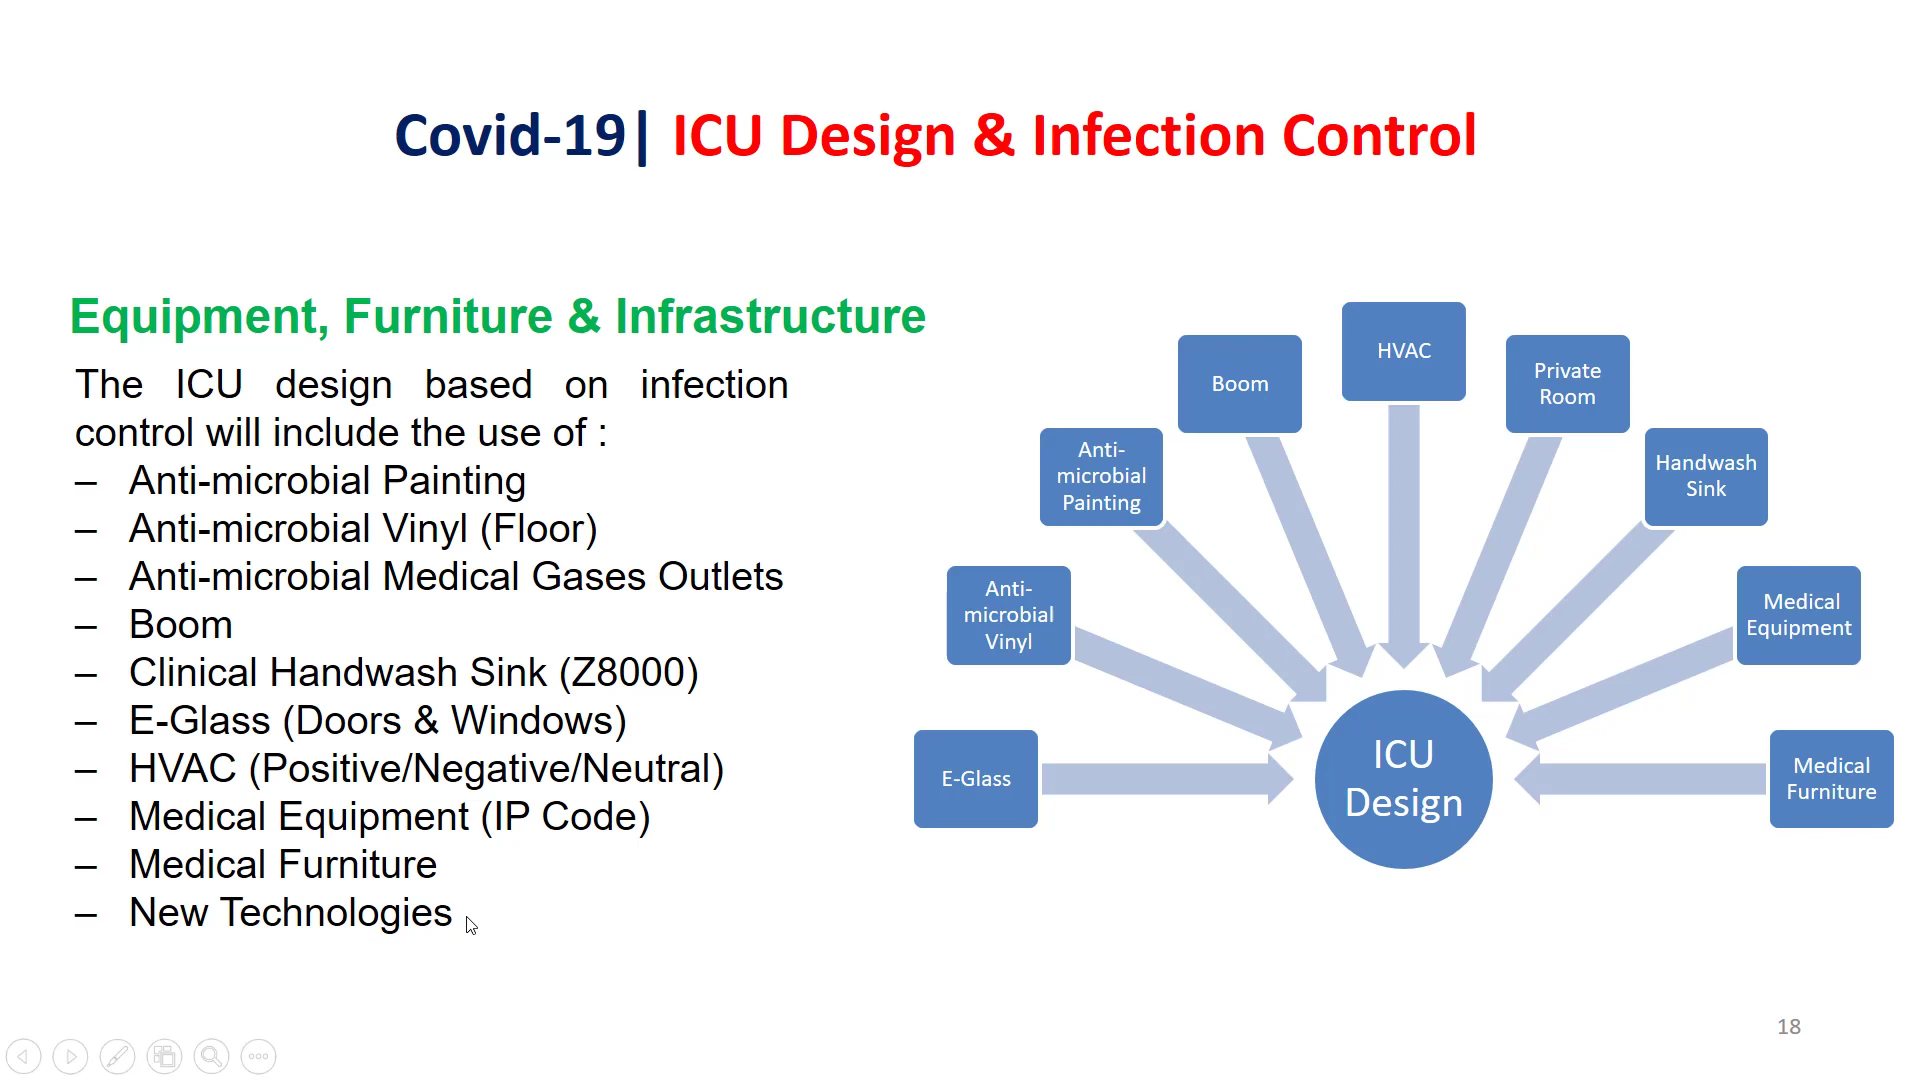 Covid-19| ICU Design & Infection Control
Equipment, Furniture & Infrastructure
The ICU design based on infection
control will include the use of :
– Anti-microbial Painting
– Anti-microbial Vinyl (Floor)
– Anti-microbial Medical Gases Outlets
– Boom
– Clinical Handwash Sink (Z8000)
– E-Glass (Doors & Windows)
– HVAC (Positive/Negative/Neutral)
– Medical Equipment (IP Code)
– Medical Furniture
– New Technologies
E-Glass
Anti-
microbial
Vinyl
Anti-
microbial
Painting
Boom
HVAC
Private
Room
Handwash
Sink
Medical
Equipment
Medical
Furniture
ICU
Design
18